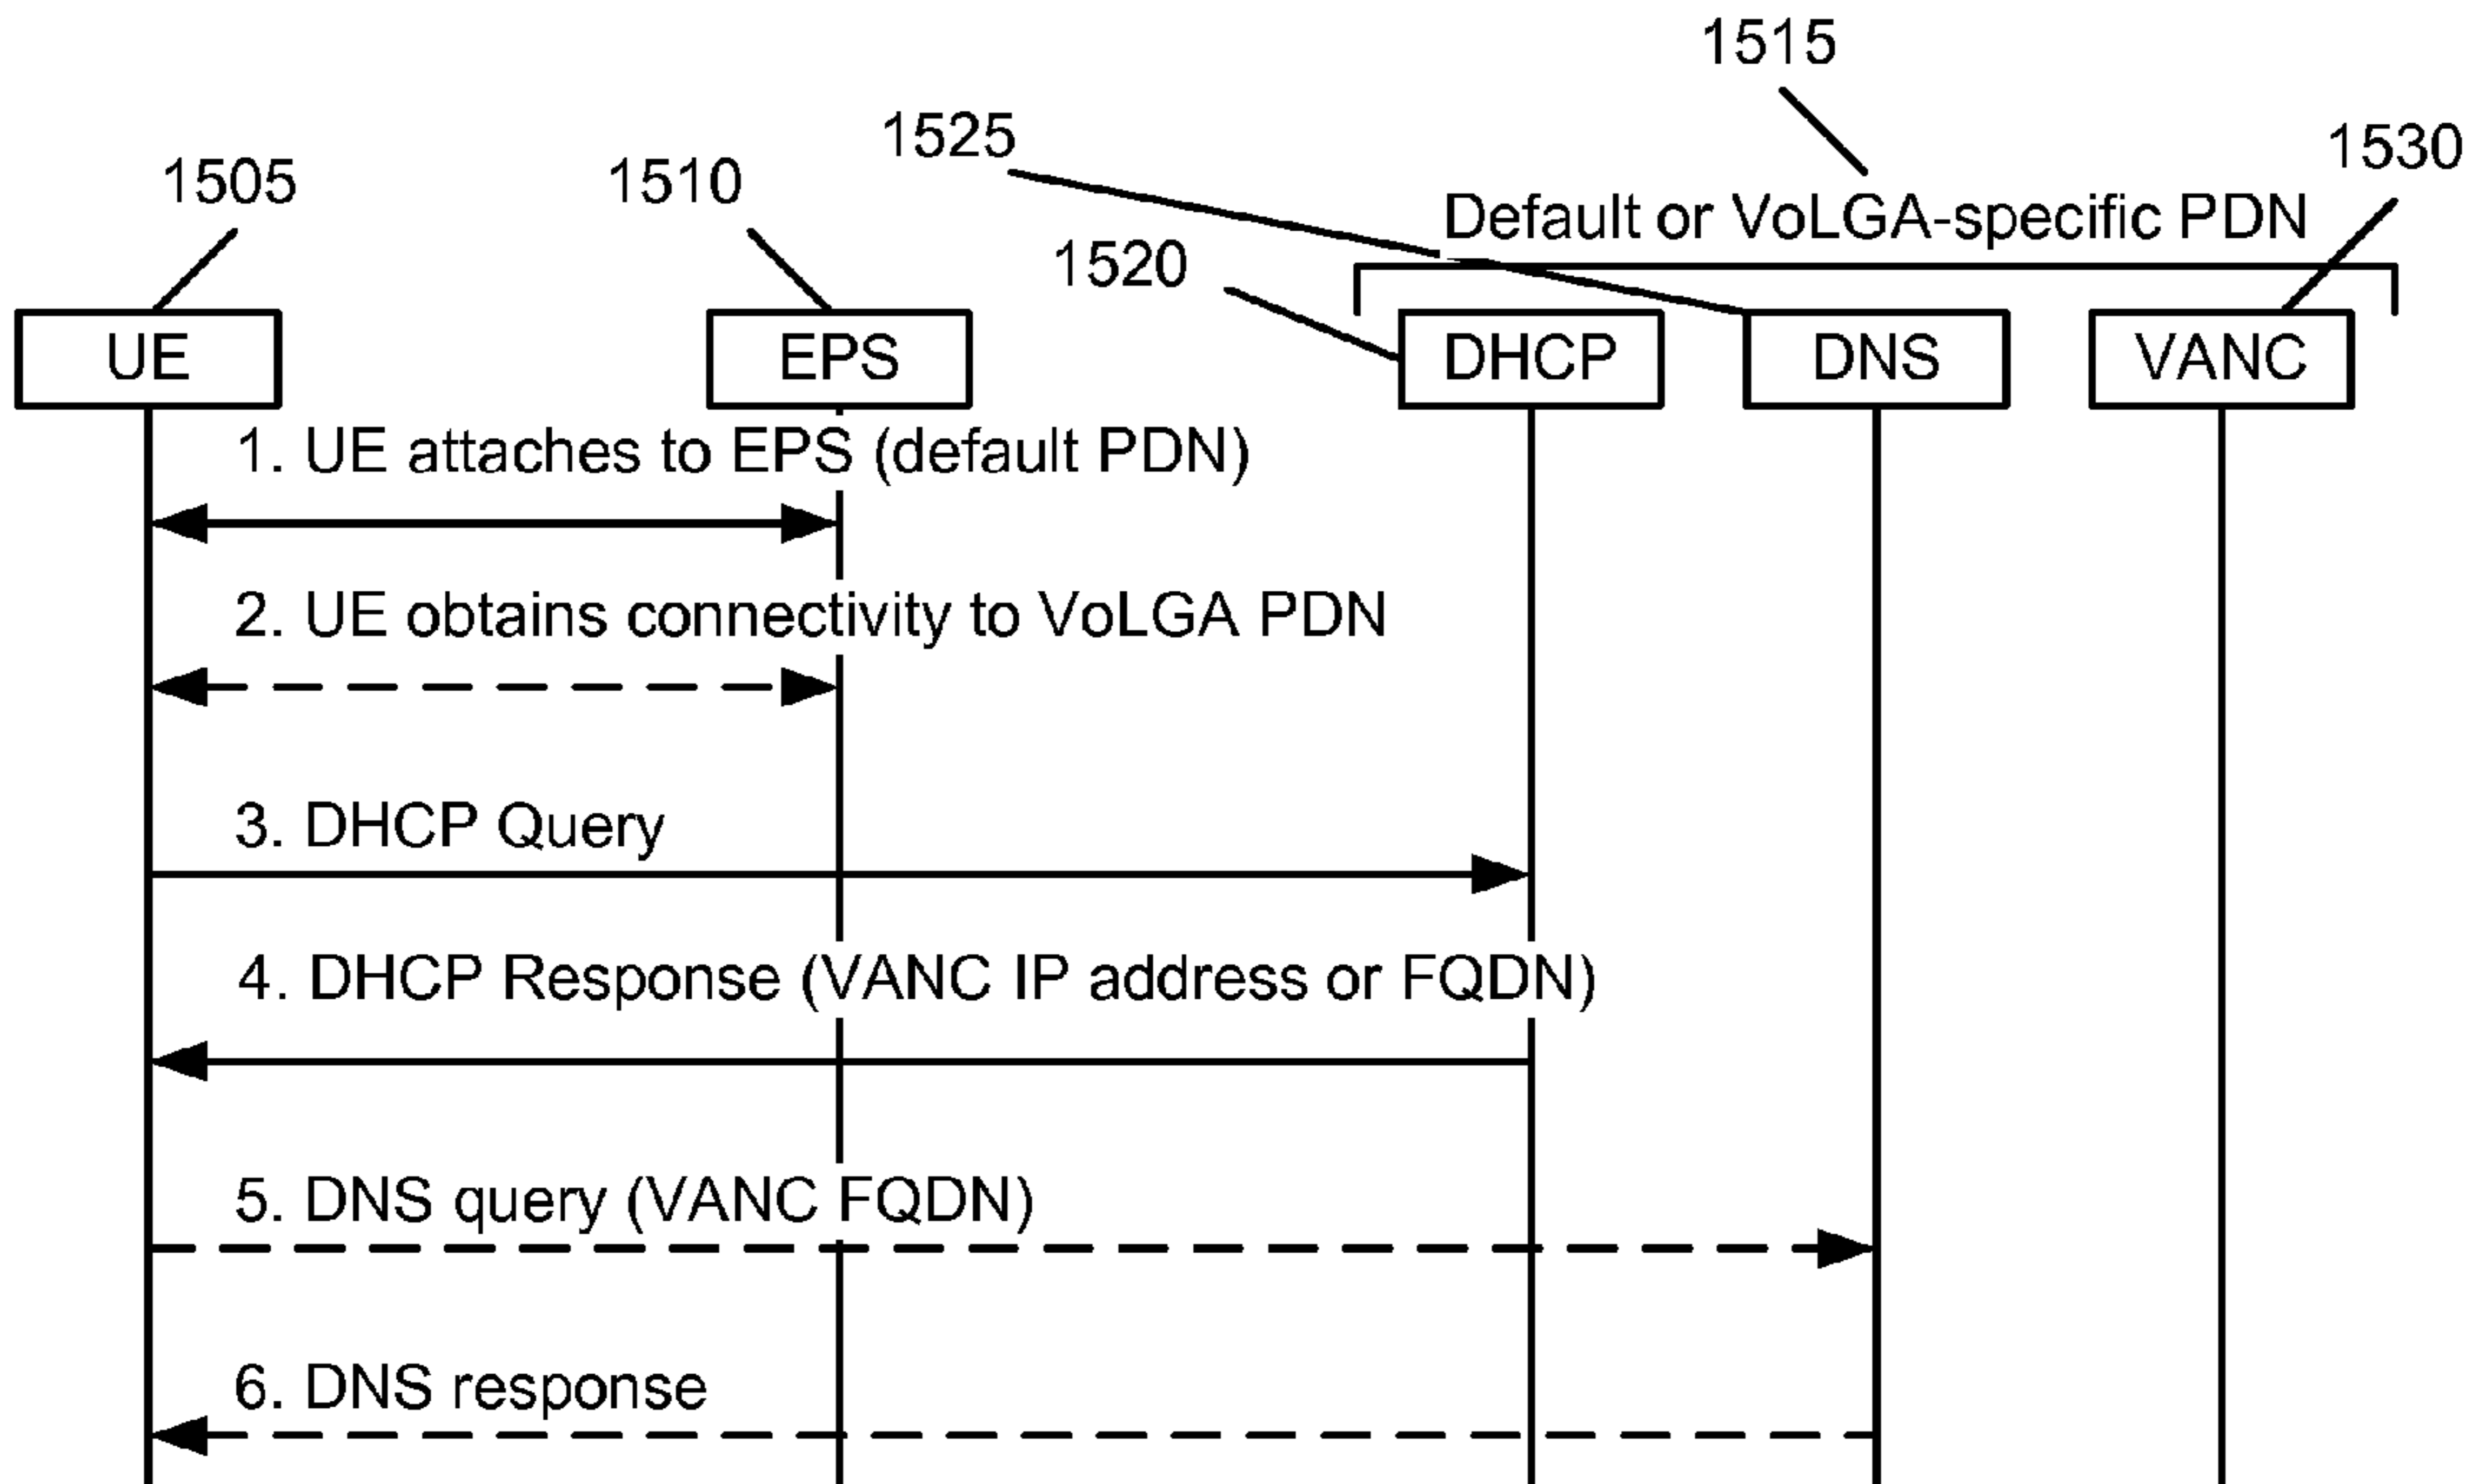 1515
1525
1530
1505
1510
Default or VoLGA-specific PDN
1520
UE
EPS
DHCP
DNS
VANC
1. UE attaches to EPS (default PDN)
2. UE obtains connectivity to VoLGA PDN
3. DHCP Query
4. DHCP Response (VANC IP address or FQDN)
5. DNS query (VANC FQDN)
6. DNS response